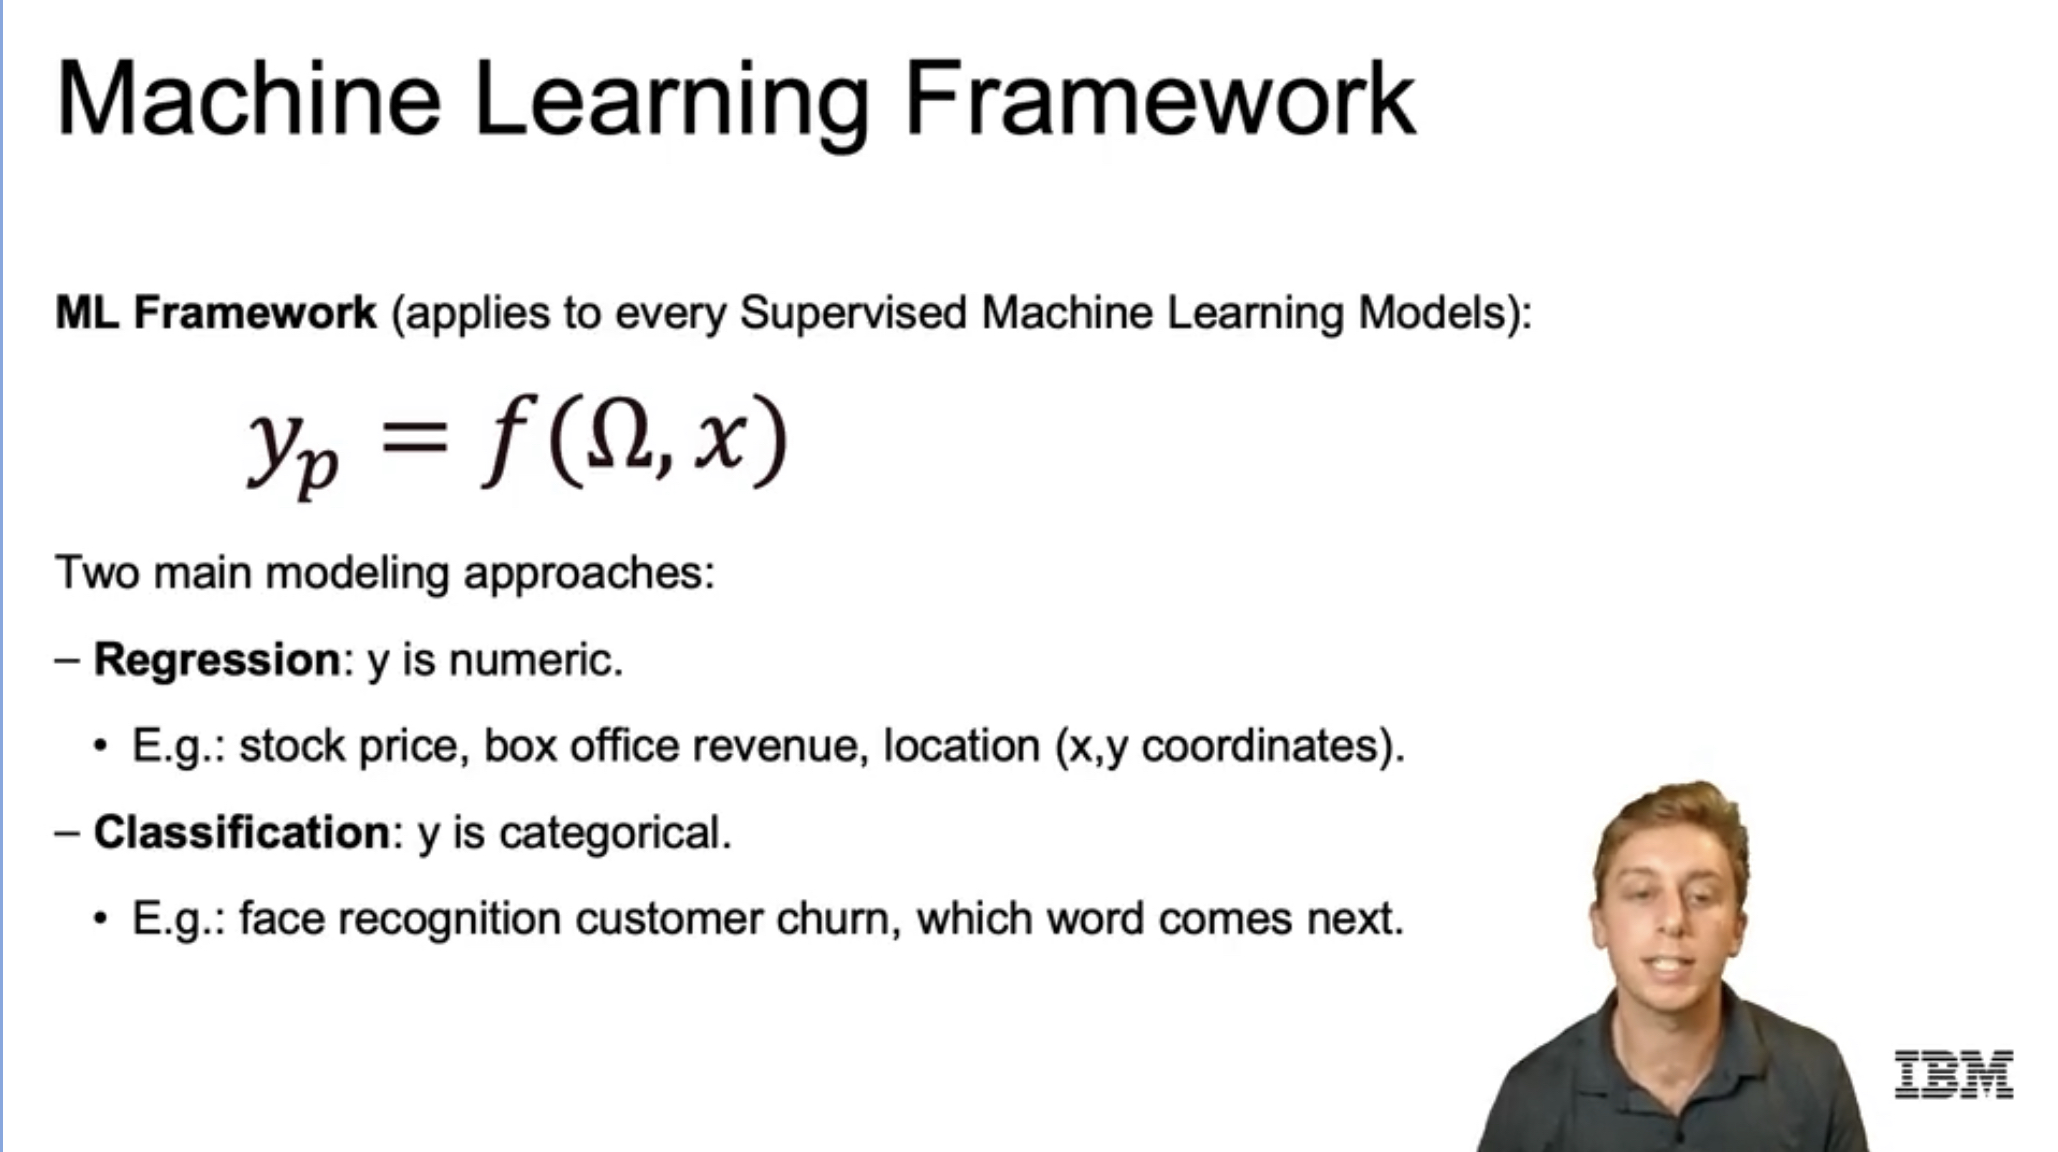 Machine Learning Framework
ML Framework (applies to every Supervised Machine Learning Models):
yₚ = f(Ω, x)
Two main modeling approaches:
– Regression: y is numeric.
• E.g.: stock price, box office revenue, location (x,y coordinates).
– Classification: y is categorical.
• E.g.: face recognition customer churn, which word comes next.
IBM